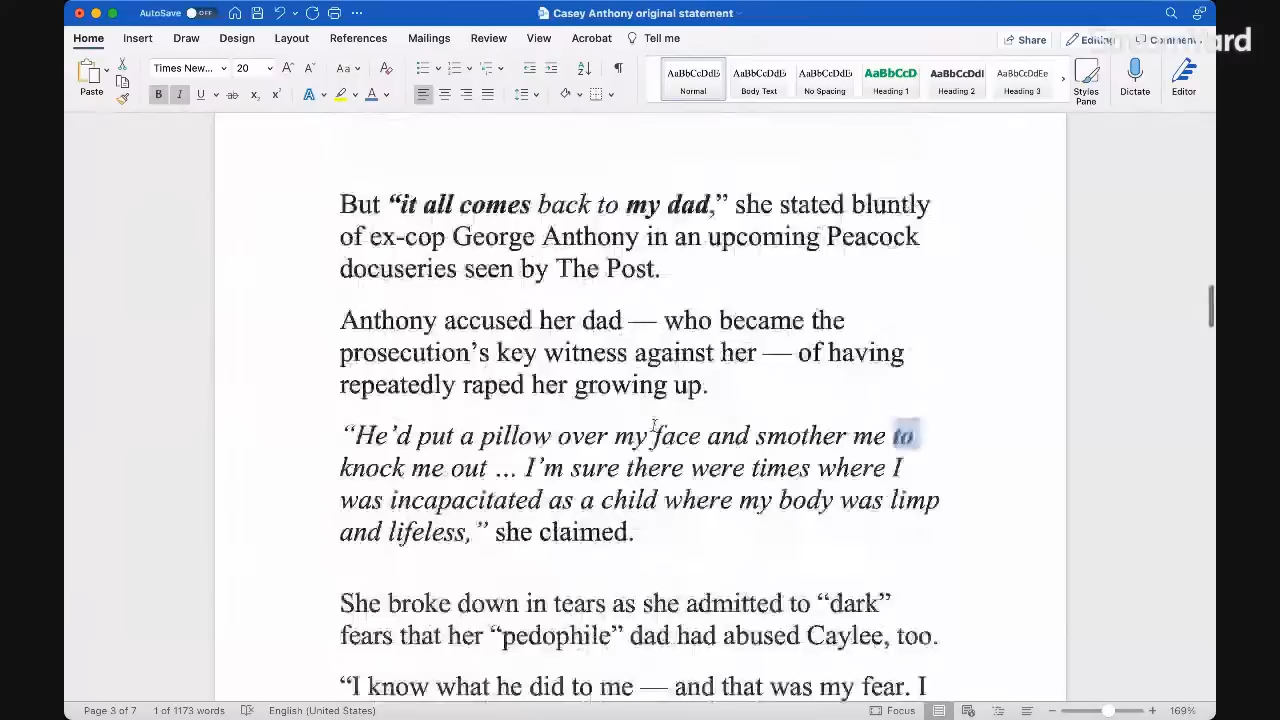 AutoSave OFF Casey Anthony original statement
Home Insert Draw Design Layout References Mailings Review View Acrobat Tell me Share Editing
Paste Times New... 20 Aa
AaBbCcDdE AaBbCcDdE AaBbCcDdE AaBbCcD AaBbCcDdI AaBbCcDdEe
Normal Body Text No Spacing Heading 1 Heading 2 Heading 3 Styles Pane Dictate Editor
But “it all comes back to my dad,” she stated bluntly
of ex-cop George Anthony in an upcoming Peacock
docuseries seen by The Post.
Anthony accused her dad — who became the
prosecution’s key witness against her — of having
repeatedly raped her growing up.
“He’d put a pillow over my face and smother me to
knock me out … I’m sure there were times where I
was incapacitated as a child where my body was limp
and lifeless,” she claimed.
She broke down in tears as she admitted to “dark”
fears that her “pedophile” dad had abused Caylee, too.
“I know what he did to me — and that was my fear. I
Page 3 of 7 1 of 1173 words English (United States) Focus 169%